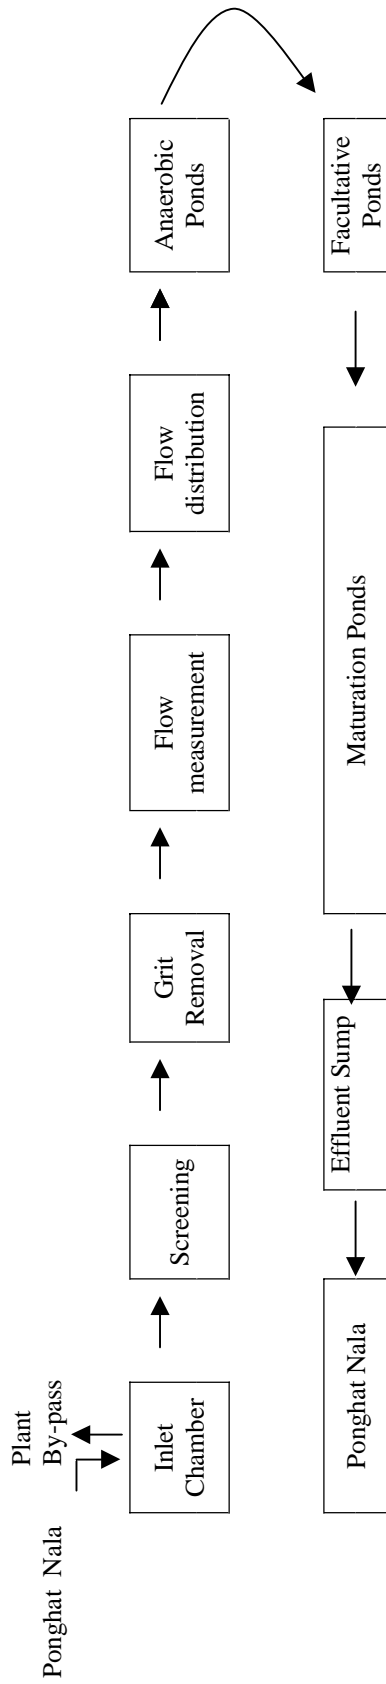 Ponghat Nala
Plant
By-pass
Inlet
Chamber
Screening
Grit
Removal
Flow
measurement
Flow
distribution
Anaerobic
Ponds
Facultative
Ponds
Maturation Ponds
Effluent Sump
Ponghat Nala